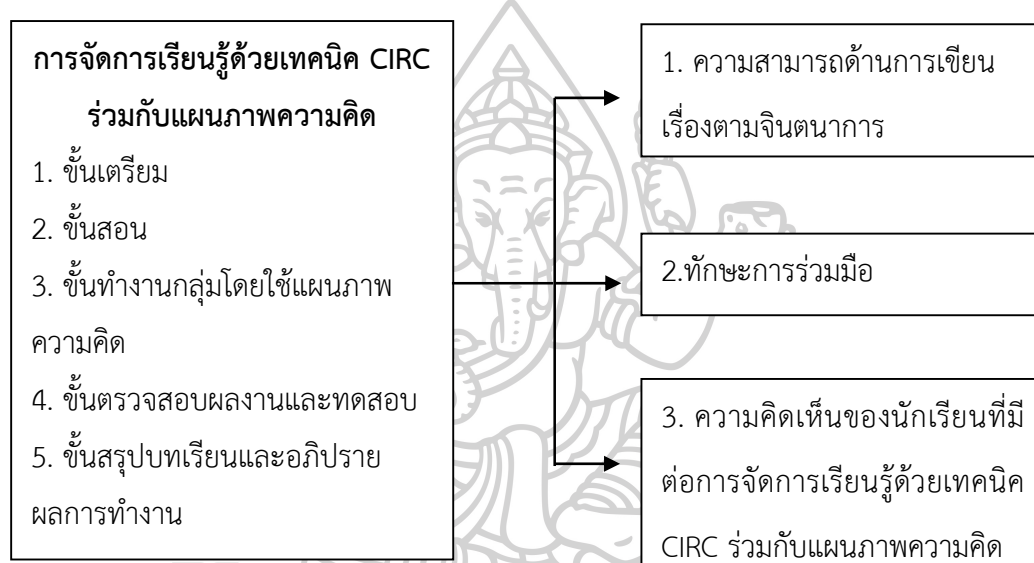 การจัดการเรียนรู้ด้วยเทคนิค CIRC
ร่วมกับแผนภาพความคิด
1. ขั้นเตรียม
2. ขั้นสอน
3. ขั้นทำงานกลุ่มโดยใช้แผนภาพ
ความคิด
4. ขั้นตรวจสอบผลงานและทดสอบ
5. ขั้นสรุปบทเรียนและอภิปราย
ผลการทำงาน
1. ความสามารถด้านการเขียน
เรื่องตามจินตนาการ
2.ทักษะการร่วมมือ
3. ความคิดเห็นของนักเรียนที่มี
ต่อการจัดการเรียนรู้ด้วยเทคนิค
CIRC ร่วมกับแผนภาพความคิด